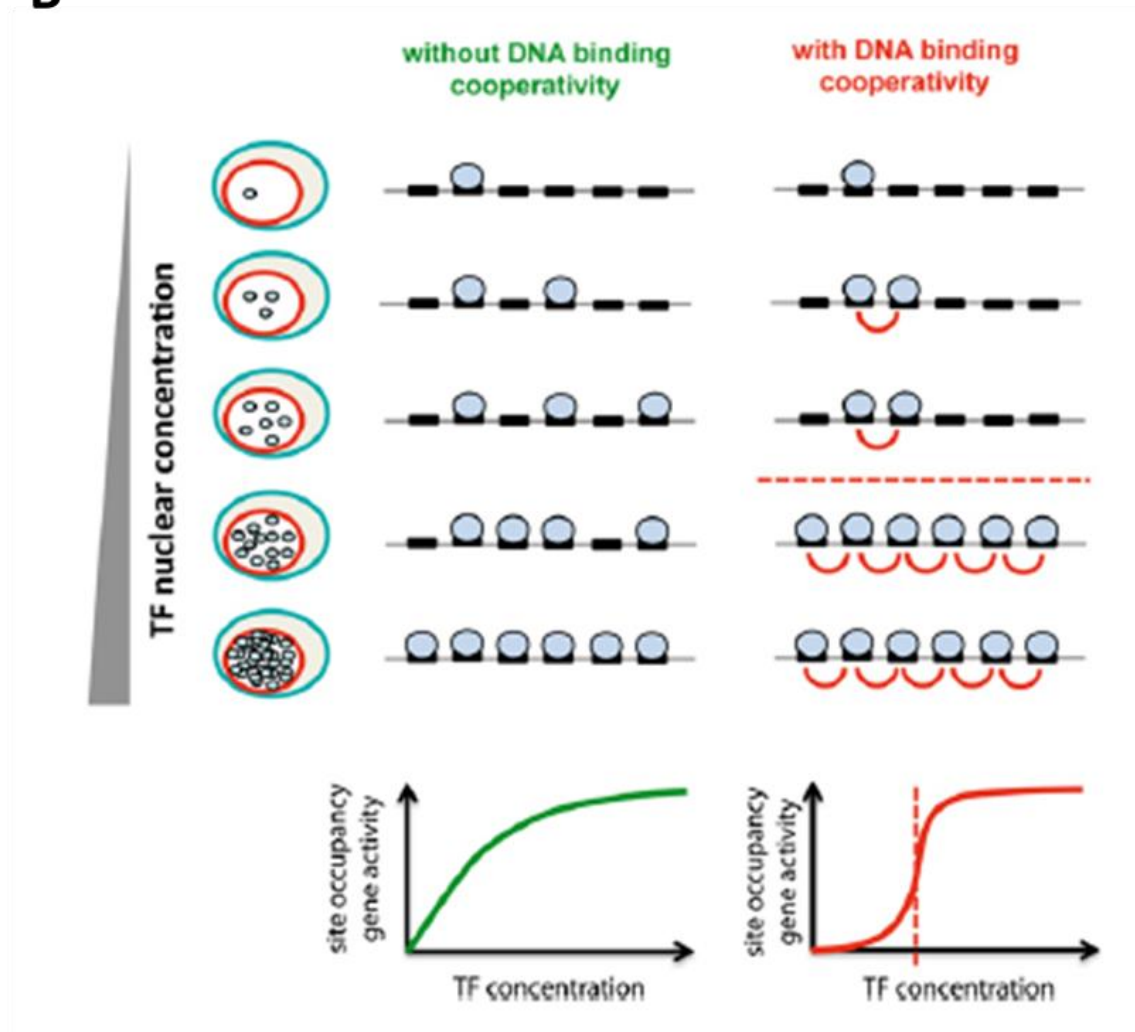 without DNA binding
cooperativity
with DNA binding
cooperativity
TF nuclear concentration
site occupancy
gene activity
TF concentration
site occupancy
gene activity
TF concentration